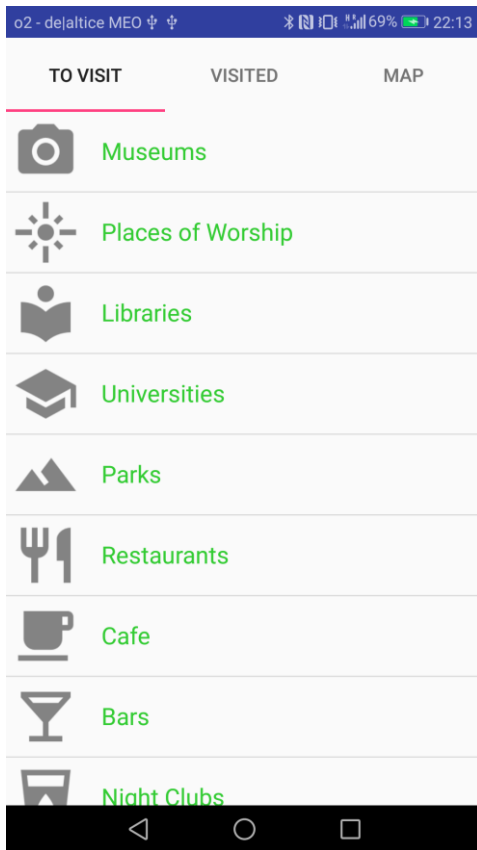 o2 - de|altice MEO 69% 22:13
TO VISIT VISITED MAP
Museums
Places of Worship
Libraries
Universities
Parks
Restaurants
Cafe
Bars
Night Clubs